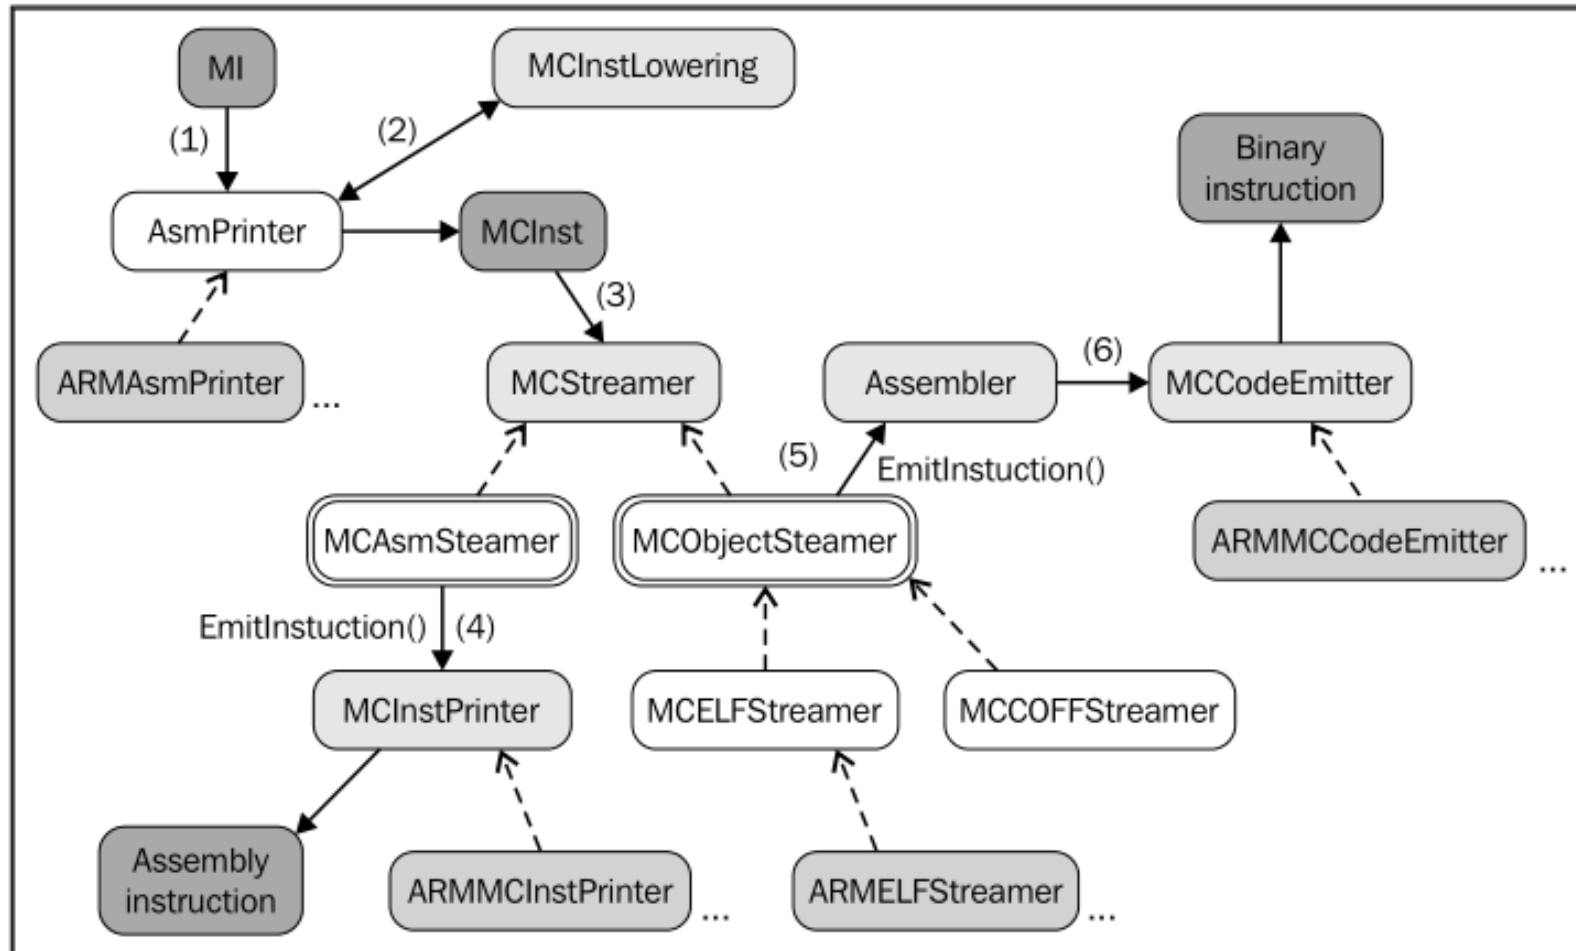 MI
MCInstLowering
(1)
(2)
Binary
instruction
AsmPrinter
MCInst
(3)
ARMAsmPrinter
...
MCStreamer
Assembler
(6)
MCCodeEmitter
(5)
EmitInstuction()
MCAsmSteamer
MCObjectSteamer
ARMMCCodeEmitter
...
EmitInstuction()
(4)
MCInstPrinter
MCELFStreamer
MCCOFFStreamer
Assembly
instruction
ARMMCInstPrinter
...
ARMELFStreamer
...